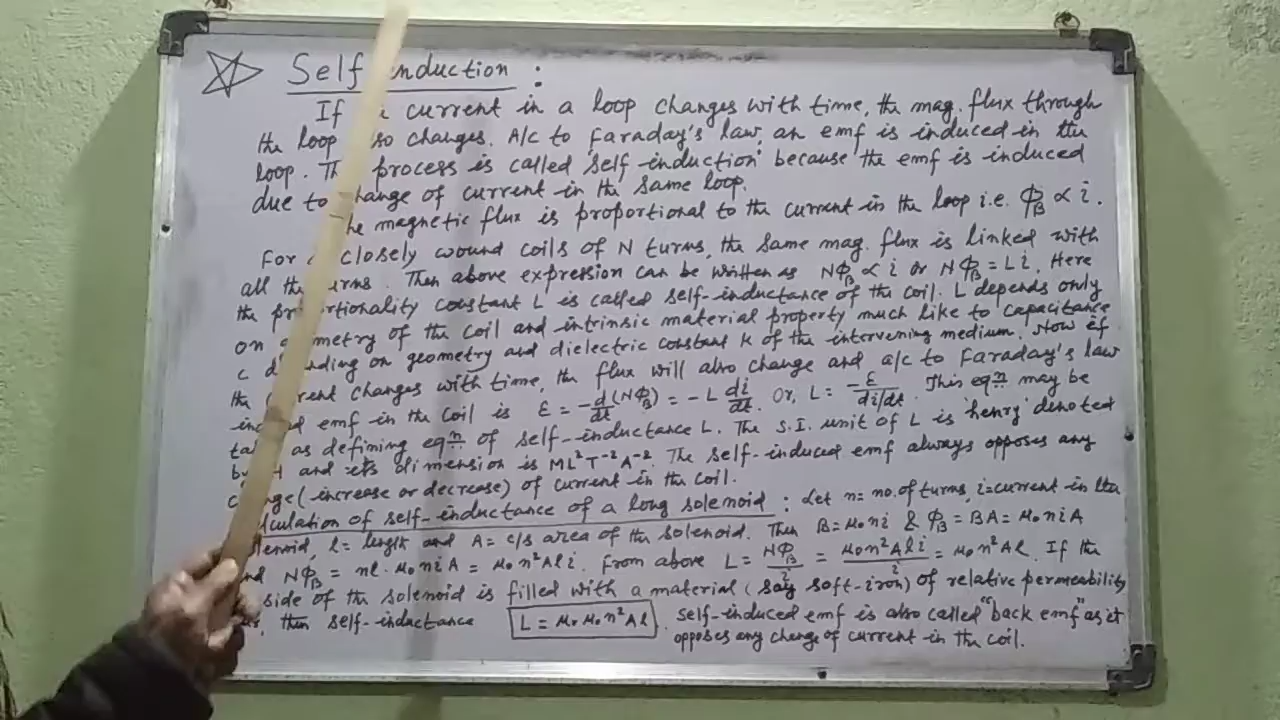 Self induction :
If a current in a loop changes with time, the mag. flux through
the loop also changes. A/c to Faraday's law, an emf is induced in the
loop. The process is called 'self induction' because the emf is induced
due to change of current in the same loop.
The magnetic flux is proportional to the current in the loop i.e. Φ_B ∝ i.
For closely wound coils of N turns, the same mag. flux is linked with
all the turns. Then above expression can be written as NΦ_B ∝ i or NΦ_B = Li. Here
the proportionality constant 'L' is called self-inductance of the coil. L depends only
on geometry of the coil and intrinsic material property much like to capacitance
c depending on geometry and dielectric constant K of the intervening medium. Now if
the current changes with time, the flux will also change and a/c to Faraday's law
induced emf in the coil is ε = -d/dt (NΦ_B) = -L di/dt. Or, L = -ε/di/dt. This eqn may be
taken as defining eqn of self-inductance L. The S.I. unit of L is 'henry' denoted
by H and its dimension is ML²T⁻²A⁻². The self-induced emf always opposes any
change (increase or decrease) of current in the coil.
Calculation of self-inductance of a long solenoid : Let n = no. of turns, i = current in the
solenoid, l = length and A = c/s area of the solenoid. Then B = μ₀ni & Φ_B = BA = μ₀niA
and NΦ_B = nl · μ₀niA = μ₀n²Ali. From above L = NΦ_B/i = μ₀n²Ali/i = μ₀n²Al. If the
side of the solenoid is filled with a material (say soft-iron) of relative permeability
, then self-inductance L = μᵣμ₀n²Al. Self-induced emf is also called "back emf" as it
opposes any change of current in the coil.